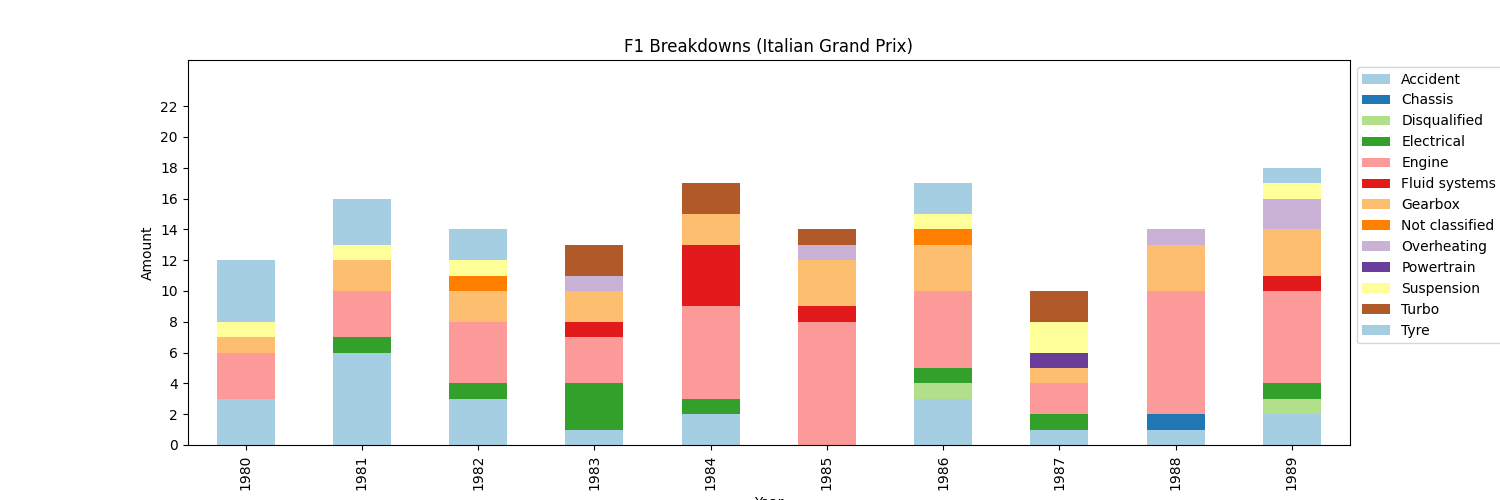 F1 Breakdowns (Italian Grand Prix)
Amount
22
20
18
16
14
12
10
8
6
4
2
0
1980
1981
1982
1983
1984
1985
1986
1987
1988
1989
Year
Accident
Chassis
Disqualified
Electrical
Engine
Fluid systems
Gearbox
Not classified
Overheating
Powertrain
Suspension
Turbo
Tyre